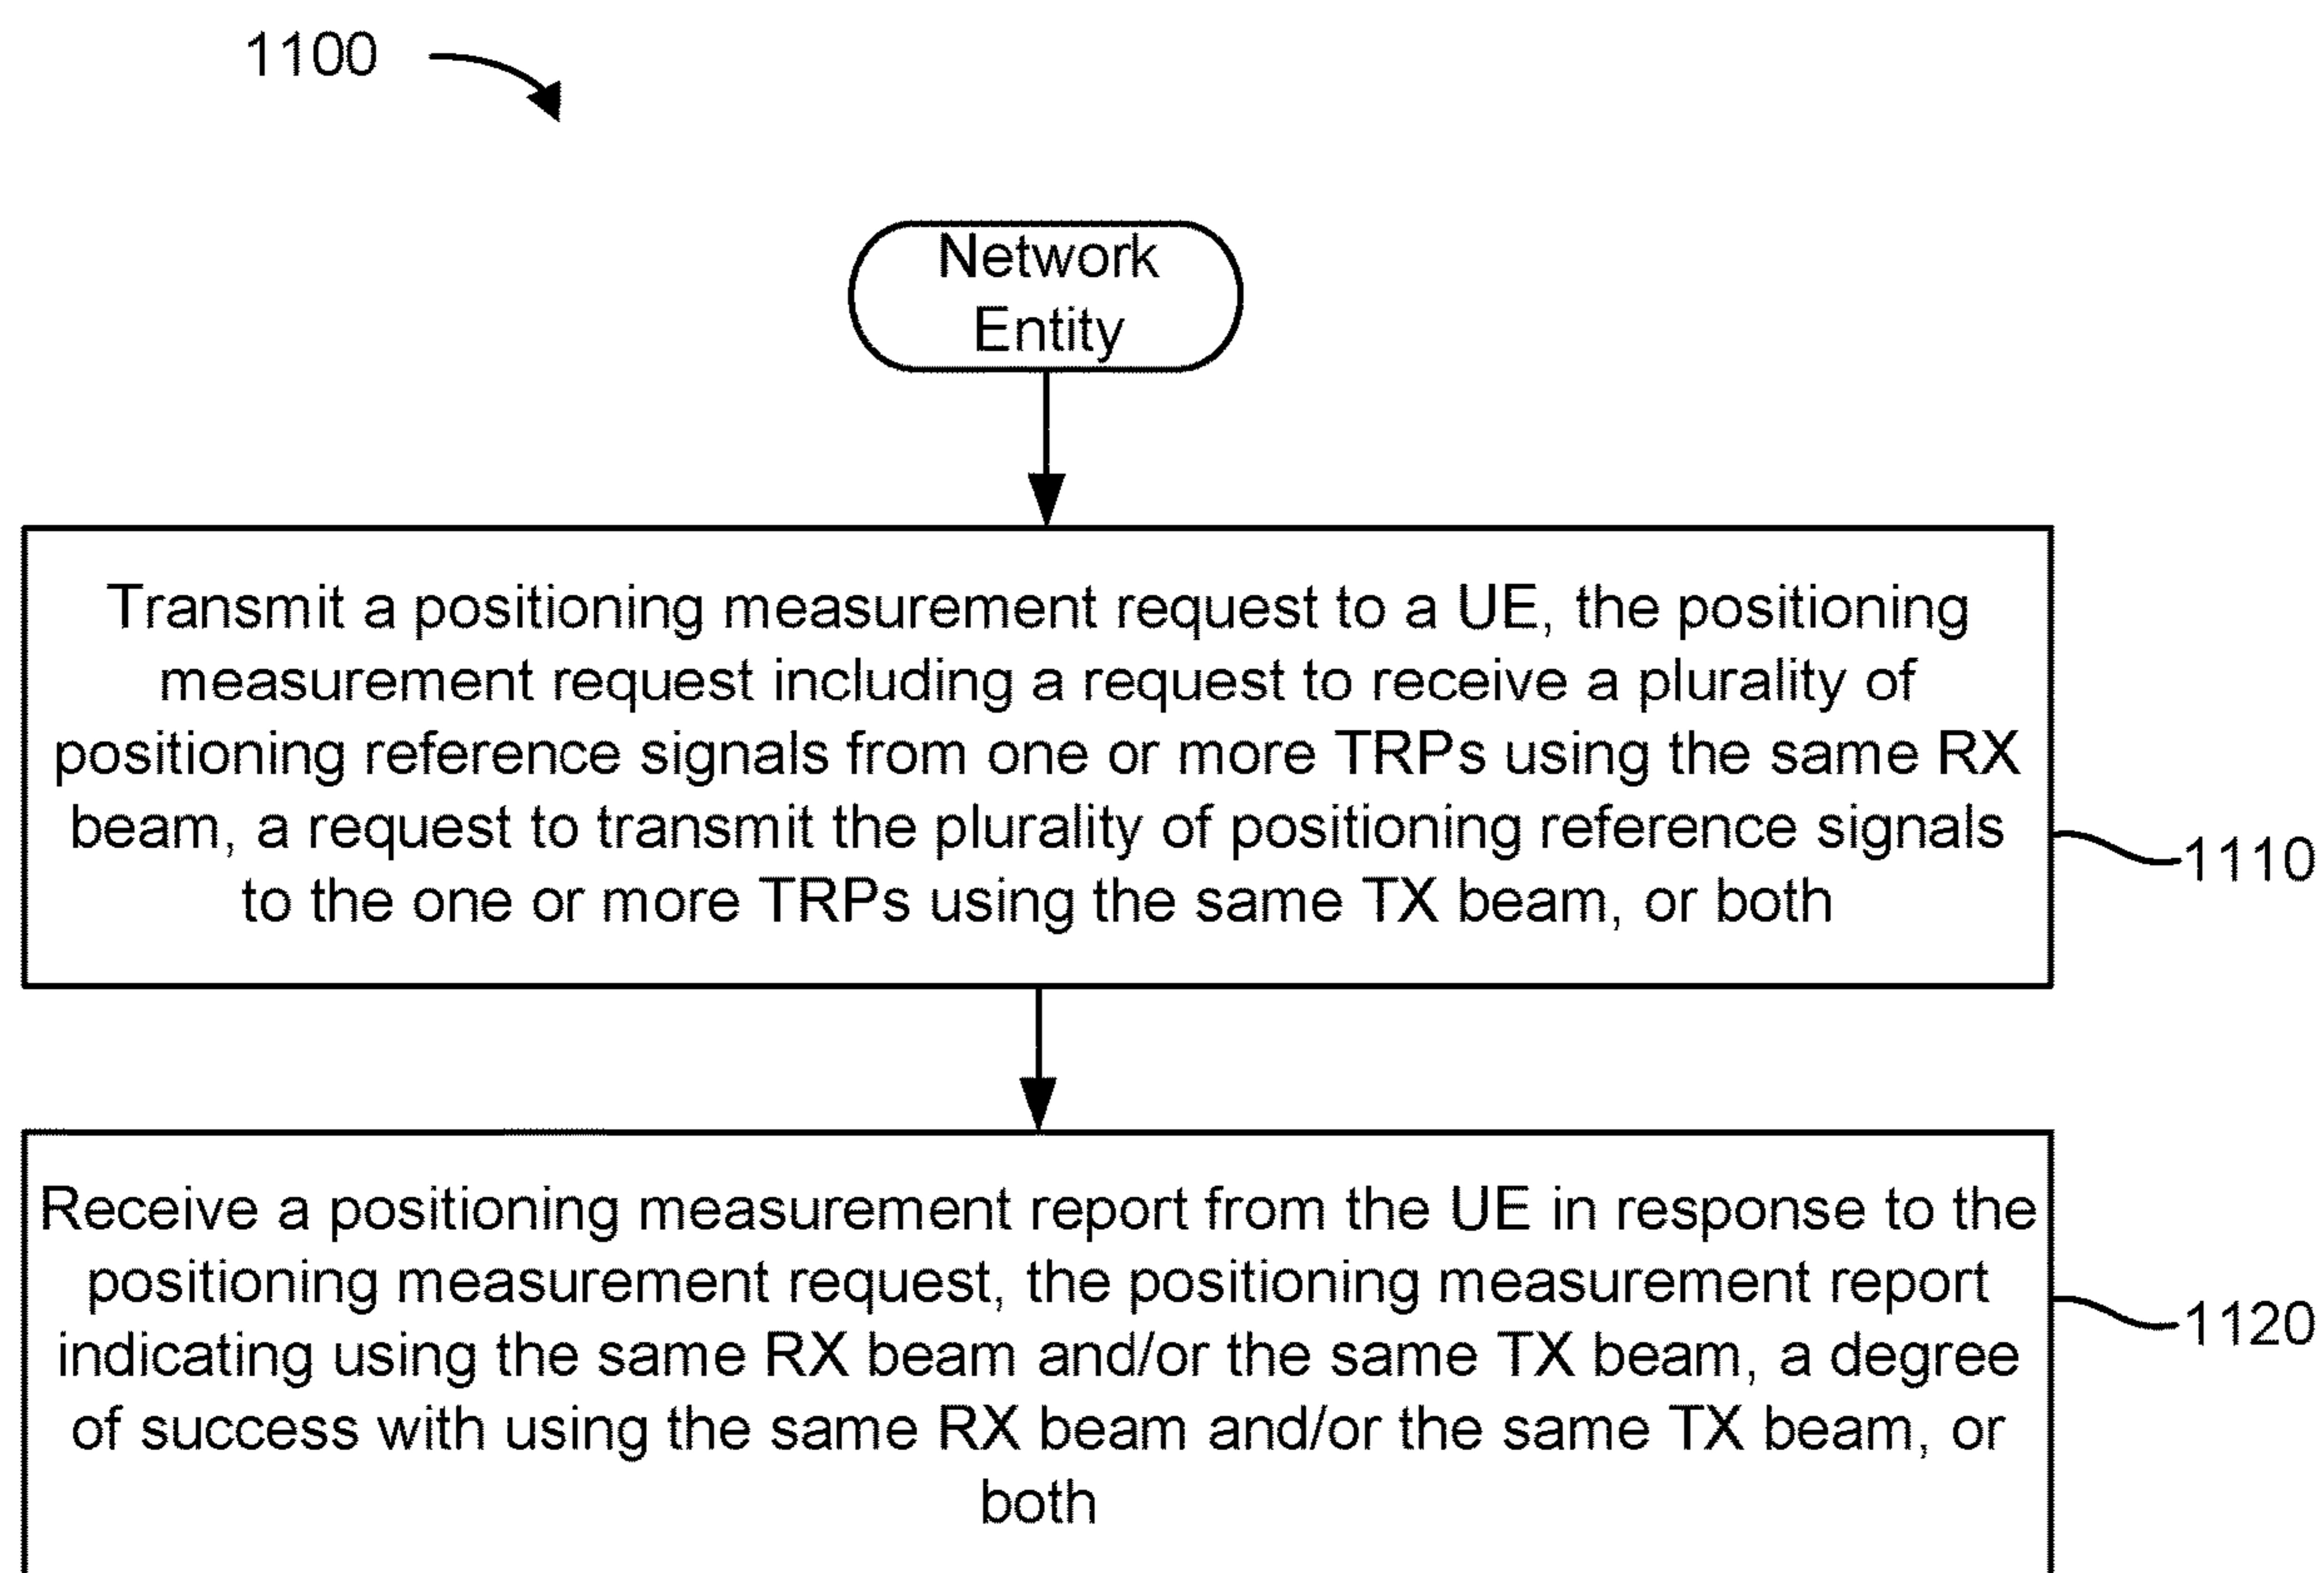 1100
Network
Entity
Transmit a positioning measurement request to a UE, the positioning
measurement request including a request to receive a plurality of
positioning reference signals from one or more TRPs using the same RX
beam, a request to transmit the plurality of positioning reference signals
to the one or more TRPs using the same TX beam, or both
1110
Receive a positioning measurement report from the UE in response to the
positioning measurement request, the positioning measurement report
indicating using the same RX beam and/or the same TX beam, a degree
of success with using the same RX beam and/or the same TX beam, or
both
1120